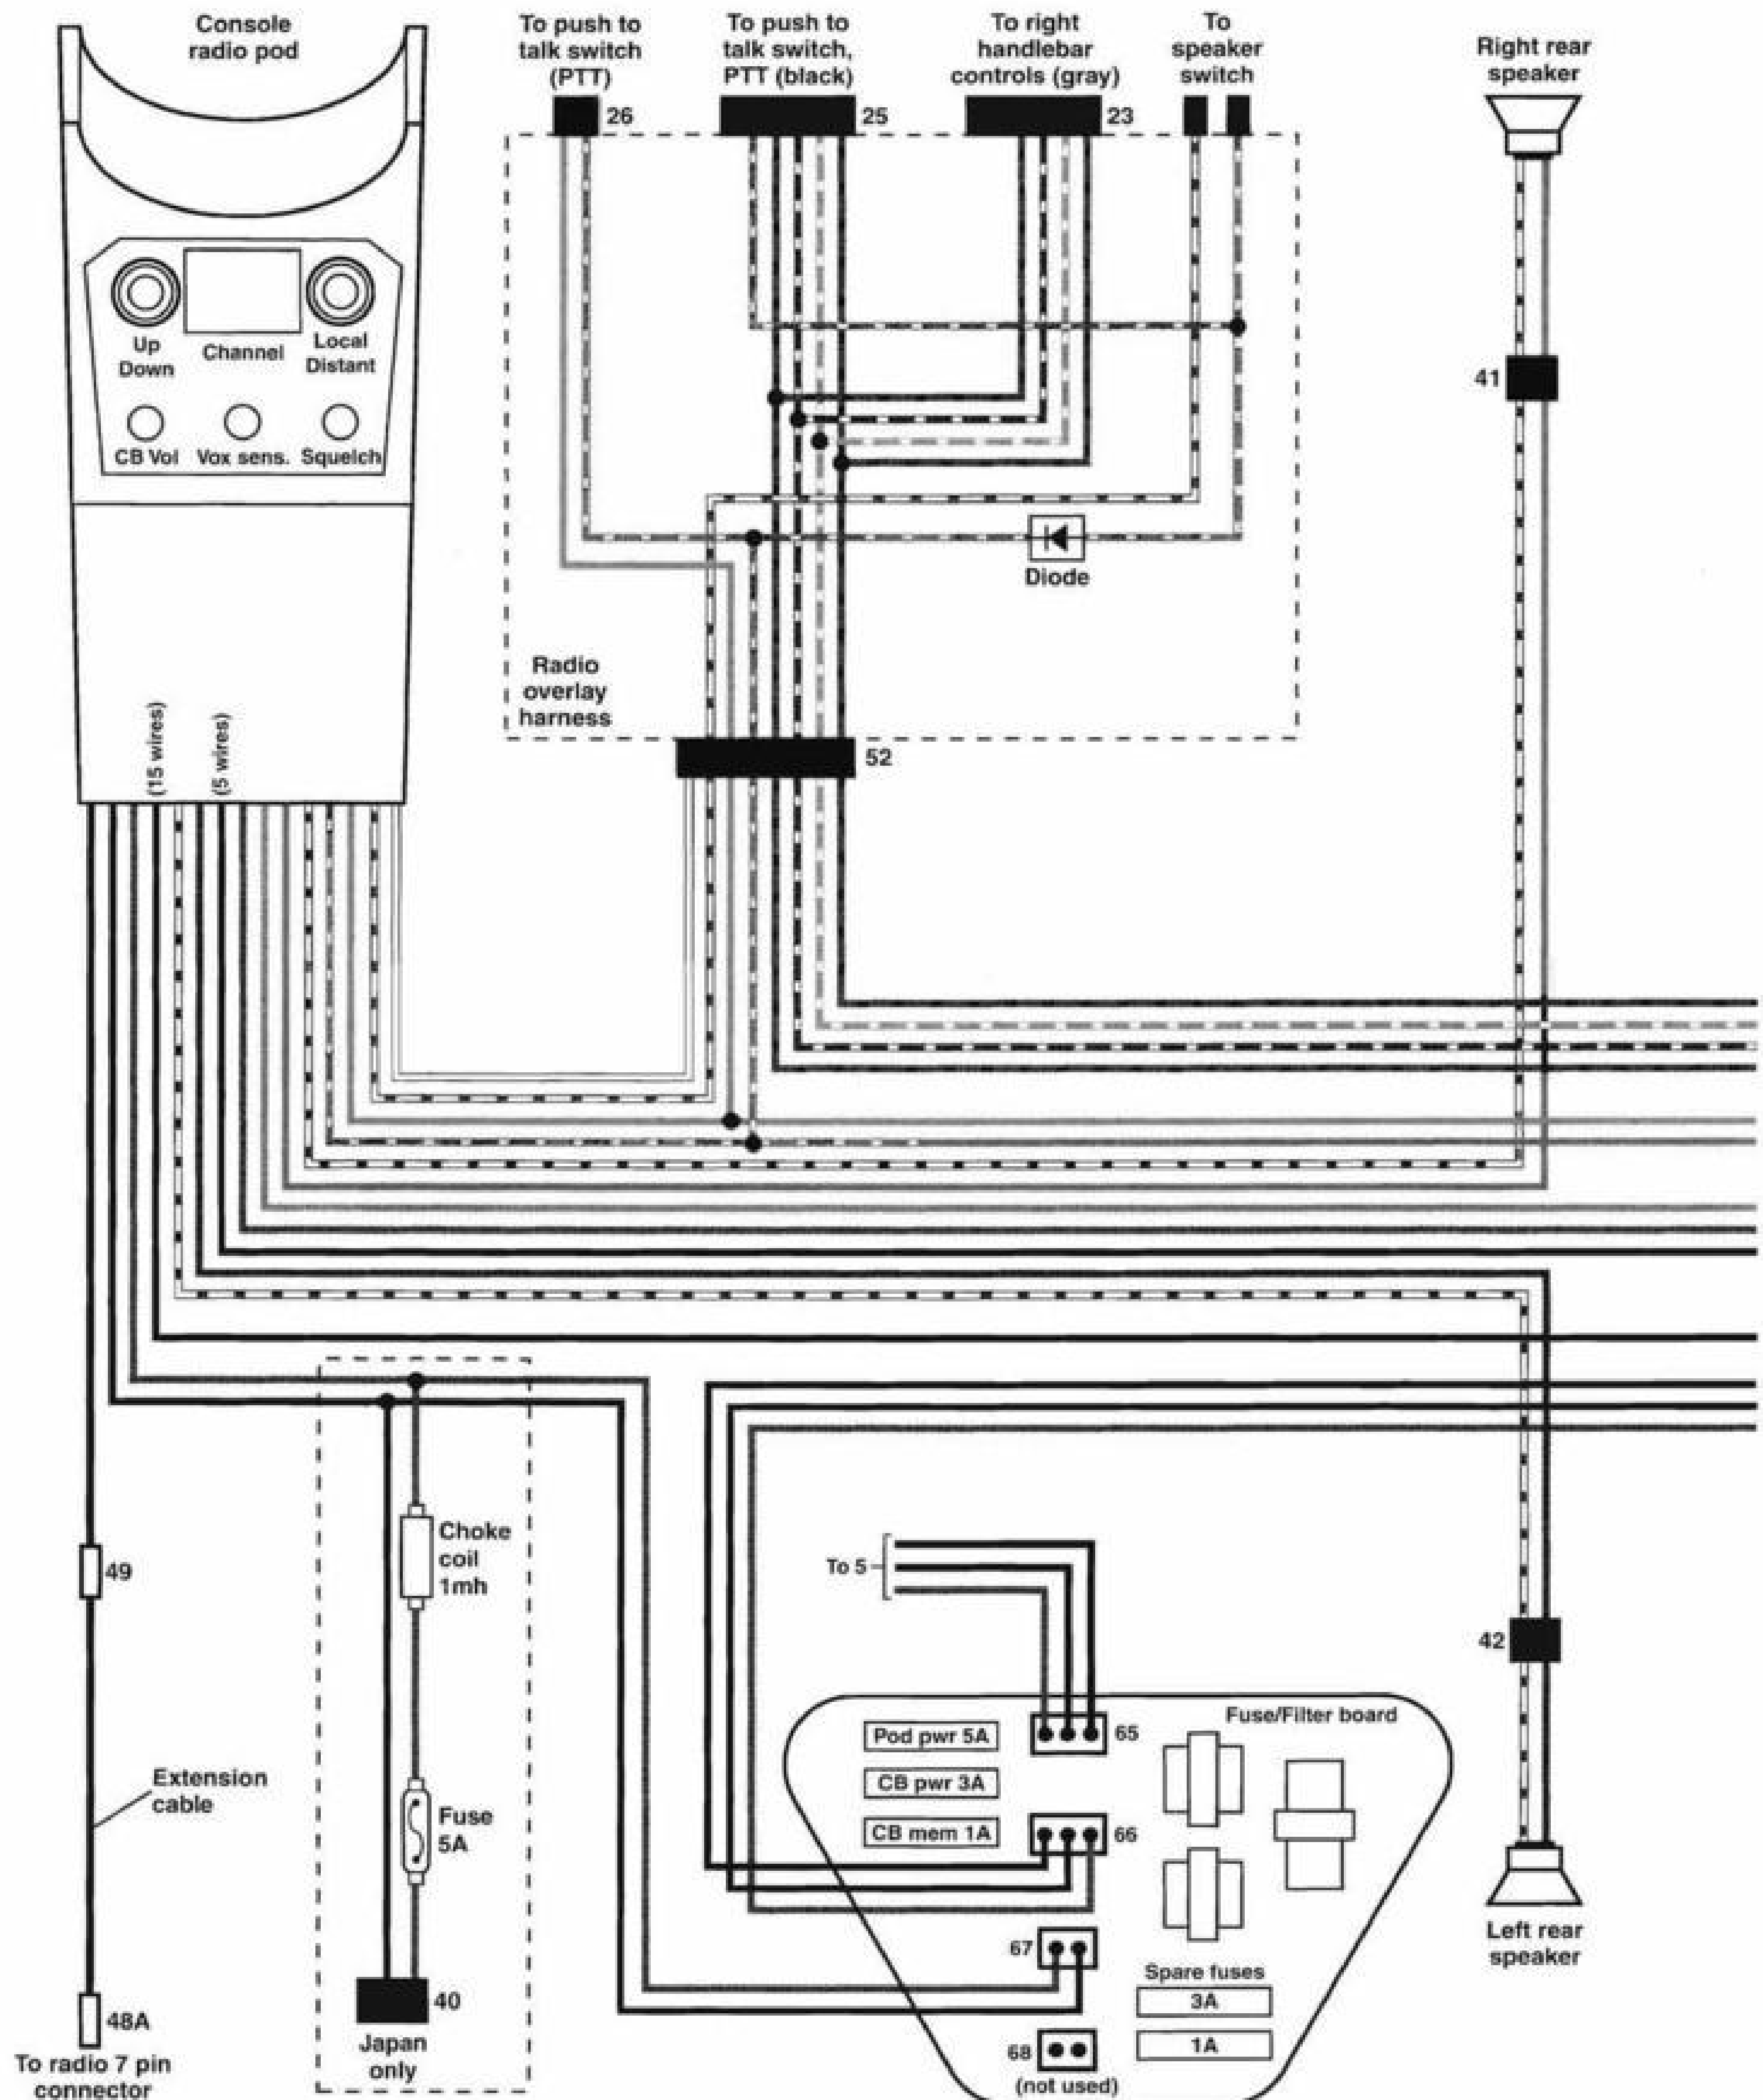 Console
radio pod
To push to
talk switch
(PTT)
To push to
talk switch,
PTT (black)
To right
handlebar
controls (gray)
To
speaker
switch
Right rear
speaker
26
25
23
Up
Down
Channel
Local
Distant
CB Vol
Vox sens.
Squelch
41
Diode
Radio
overlay
harness
(15 wires)
(5 wires)
52
Choke
coil
1mh
49
To 5
42
Fuse/Filter board
Pod pwr 5A
65
CB pwr 3A
CB mem 1A
66
Extension
cable
Fuse
5A
Left rear
speaker
67
Spare fuses
3A
1A
40
Japan
only
48A
To radio 7 pin
connector
68
(not used)